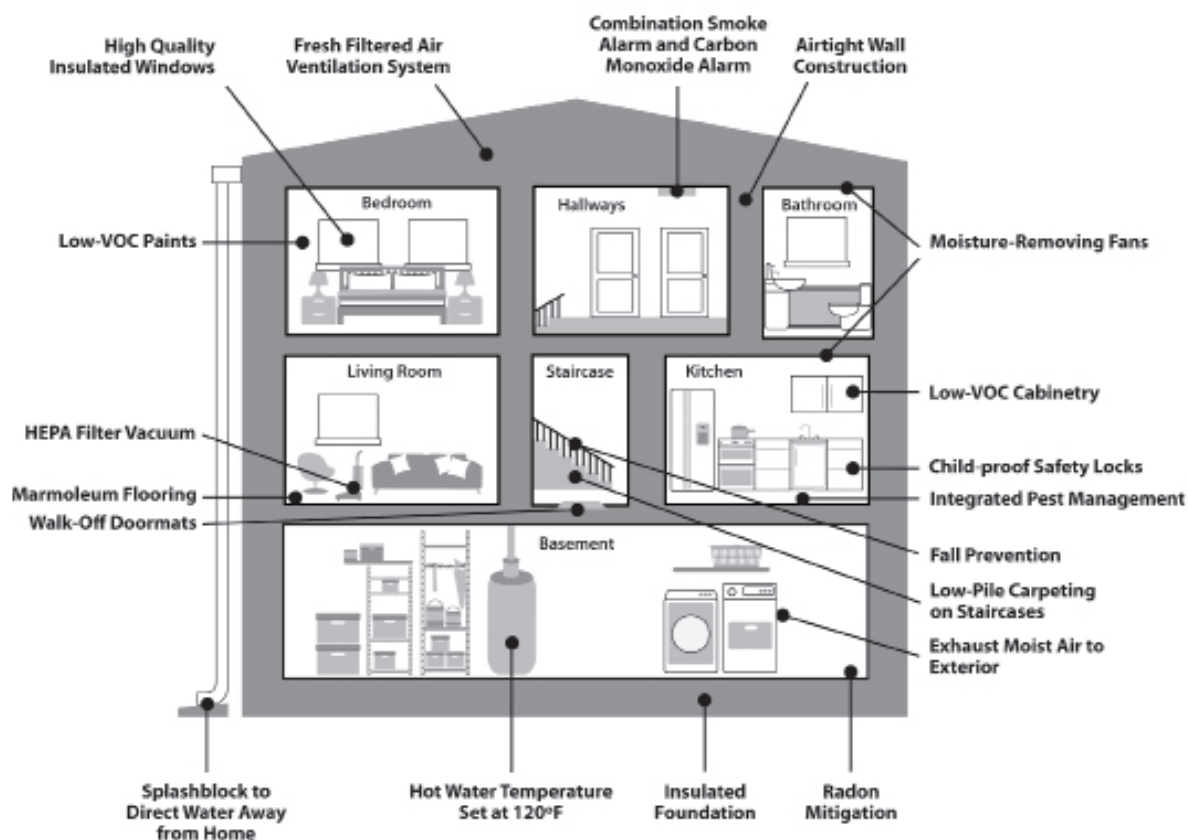 High Quality
Insulated Windows
Fresh Filtered Air
Ventilation System
Combination Smoke
Alarm and Carbon
Monoxide Alarm
Airtight Wall
Construction
Bedroom
Hallways
Bathroom
Low-VOC Paints
Moisture-Removing Fans
Living Room
Staircase
Kitchen
Low-VOC Cabinetry
HEPA Filter Vacuum
Child-proof Safety Locks
Marmoleum Flooring
Integrated Pest Management
Walk-Off Doormats
Basement
Fall Prevention
Low-Pile Carpeting
on Staircases
Exhaust Moist Air to
Exterior
Splashblock to
Direct Water Away
from Home
Hot Water Temperature
Set at 120ºF
Insulated
Foundation
Radon
Mitigation